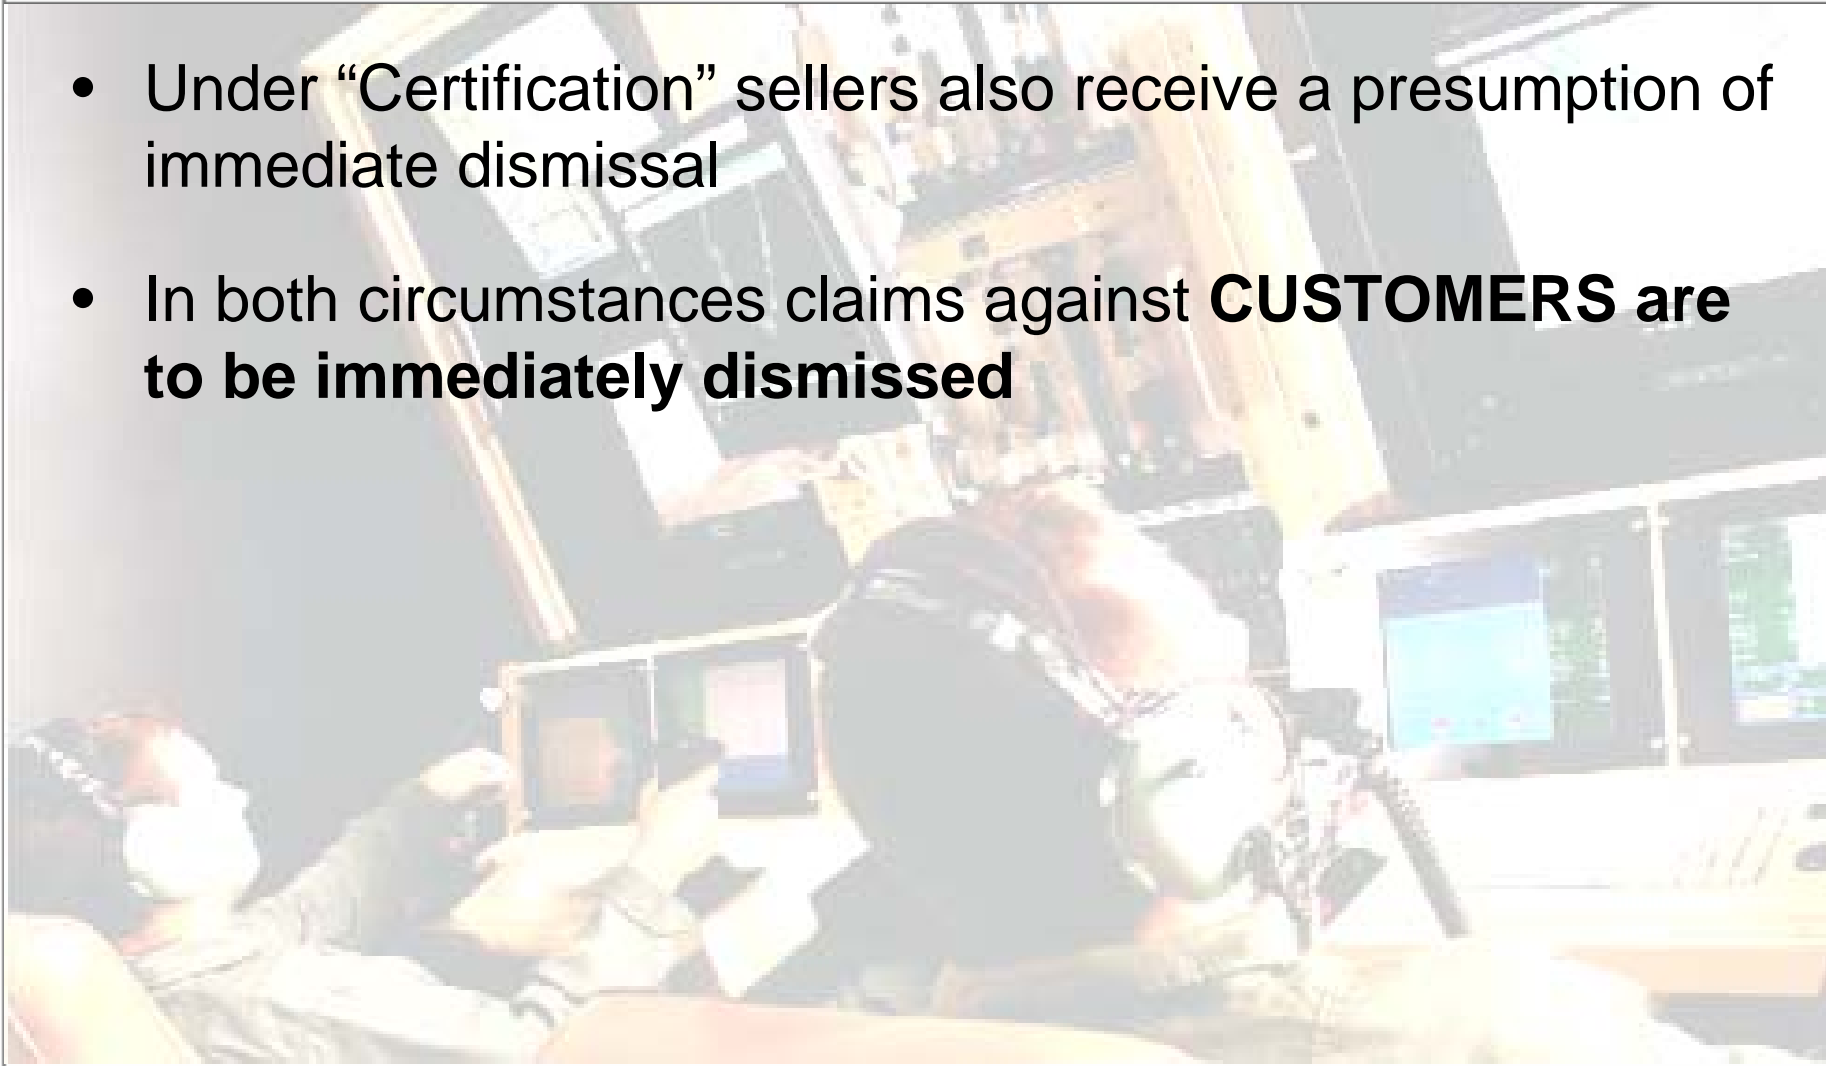 • Under “Certification” sellers also receive a presumption of
immediate dismissal
• In both circumstances claims against CUSTOMERS are
to be immediately dismissed